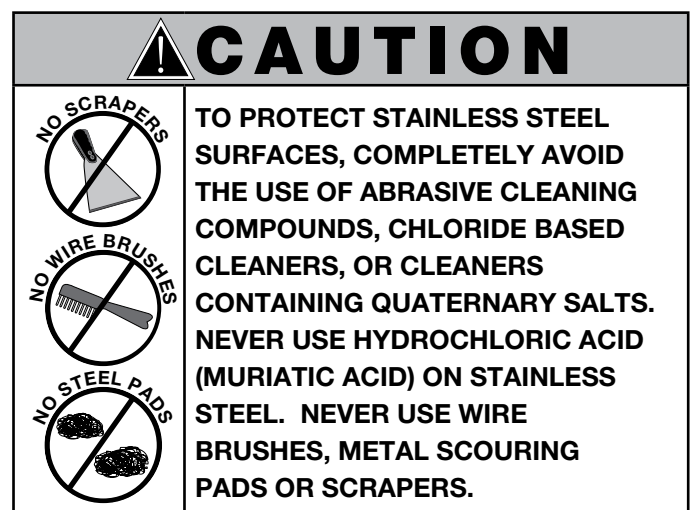 CAUTION
NO SCRAPERS
NO WIRE BRUSHES
NO STEEL PADS
TO PROTECT STAINLESS STEEL
SURFACES, COMPLETELY AVOID
THE USE OF ABRASIVE CLEANING
COMPOUNDS, CHLORIDE BASED
CLEANERS, OR CLEANERS
CONTAINING QUATERNARY SALTS.
NEVER USE HYDROCHLORIC ACID
(MURIATIC ACID) ON STAINLESS
STEEL.  NEVER USE WIRE
BRUSHES, METAL SCOURING
PADS OR SCRAPERS.